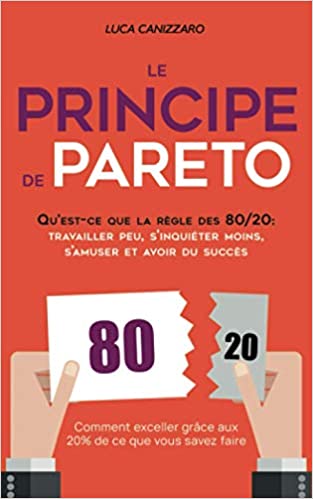 LUCA CANIZZARO
LE
PRINCIPE
DE PARETO
QU'EST-CE QUE LA RÈGLE DES 80/20:
TRAVAILLER PEU, S'INQUIÉTER MOINS,
S'AMUSER ET AVOIR DU SUCCÈS
80
20
Comment exceller grâce aux
20% de ce que vous savez faire